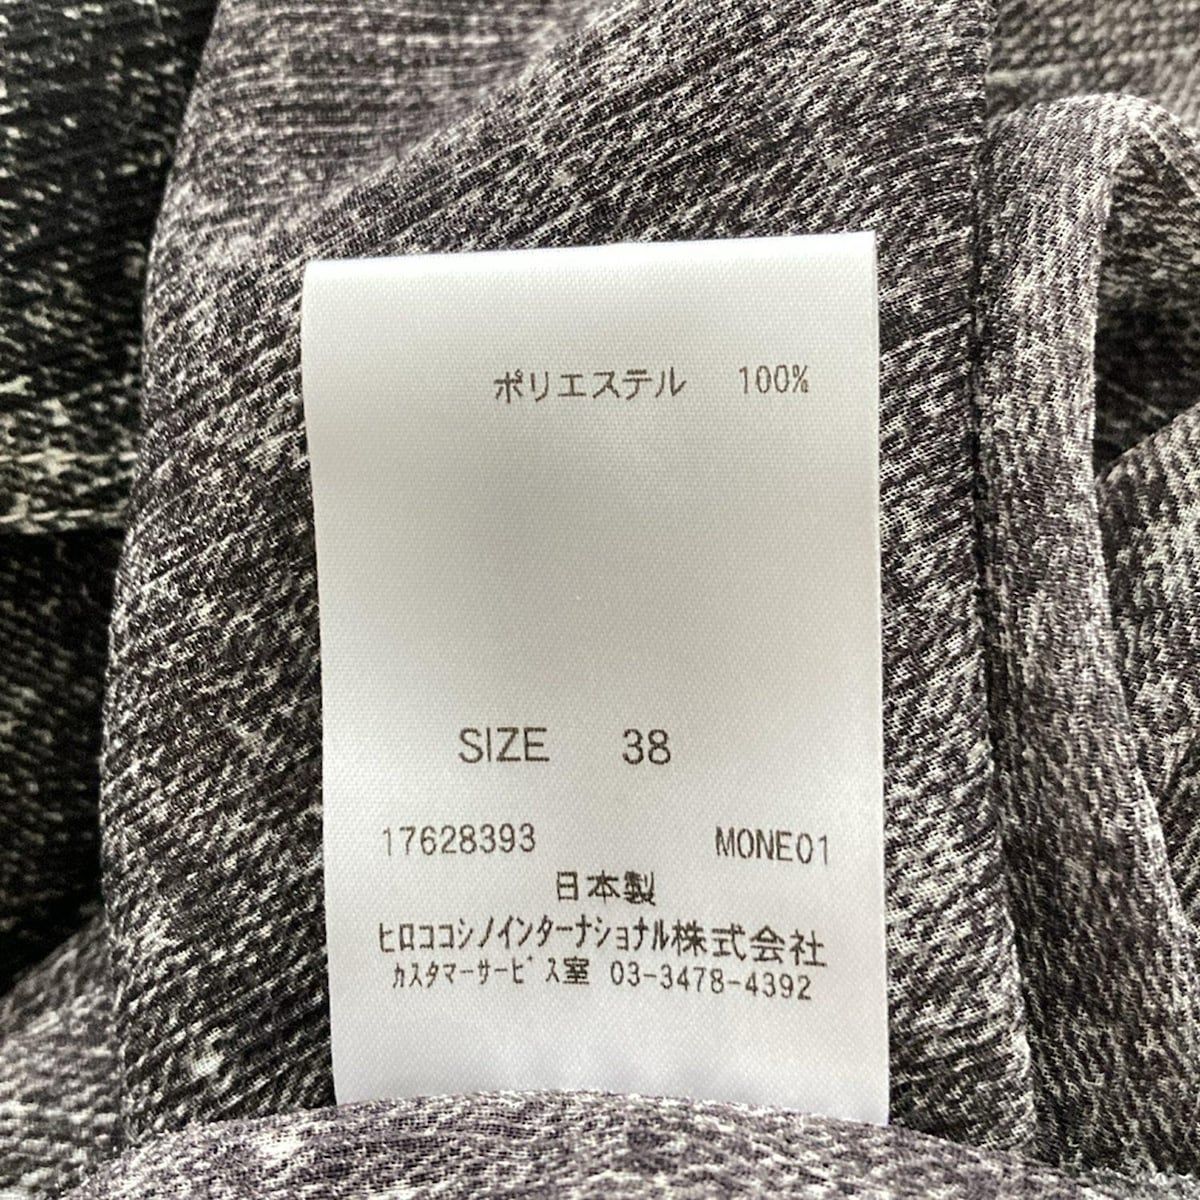 ポリエステル 100%
SIZE 38
17628393 MONE01
日本製
ヒロココシノインターナショナル株式会社
カスタマーサービス室 03-3478-4392